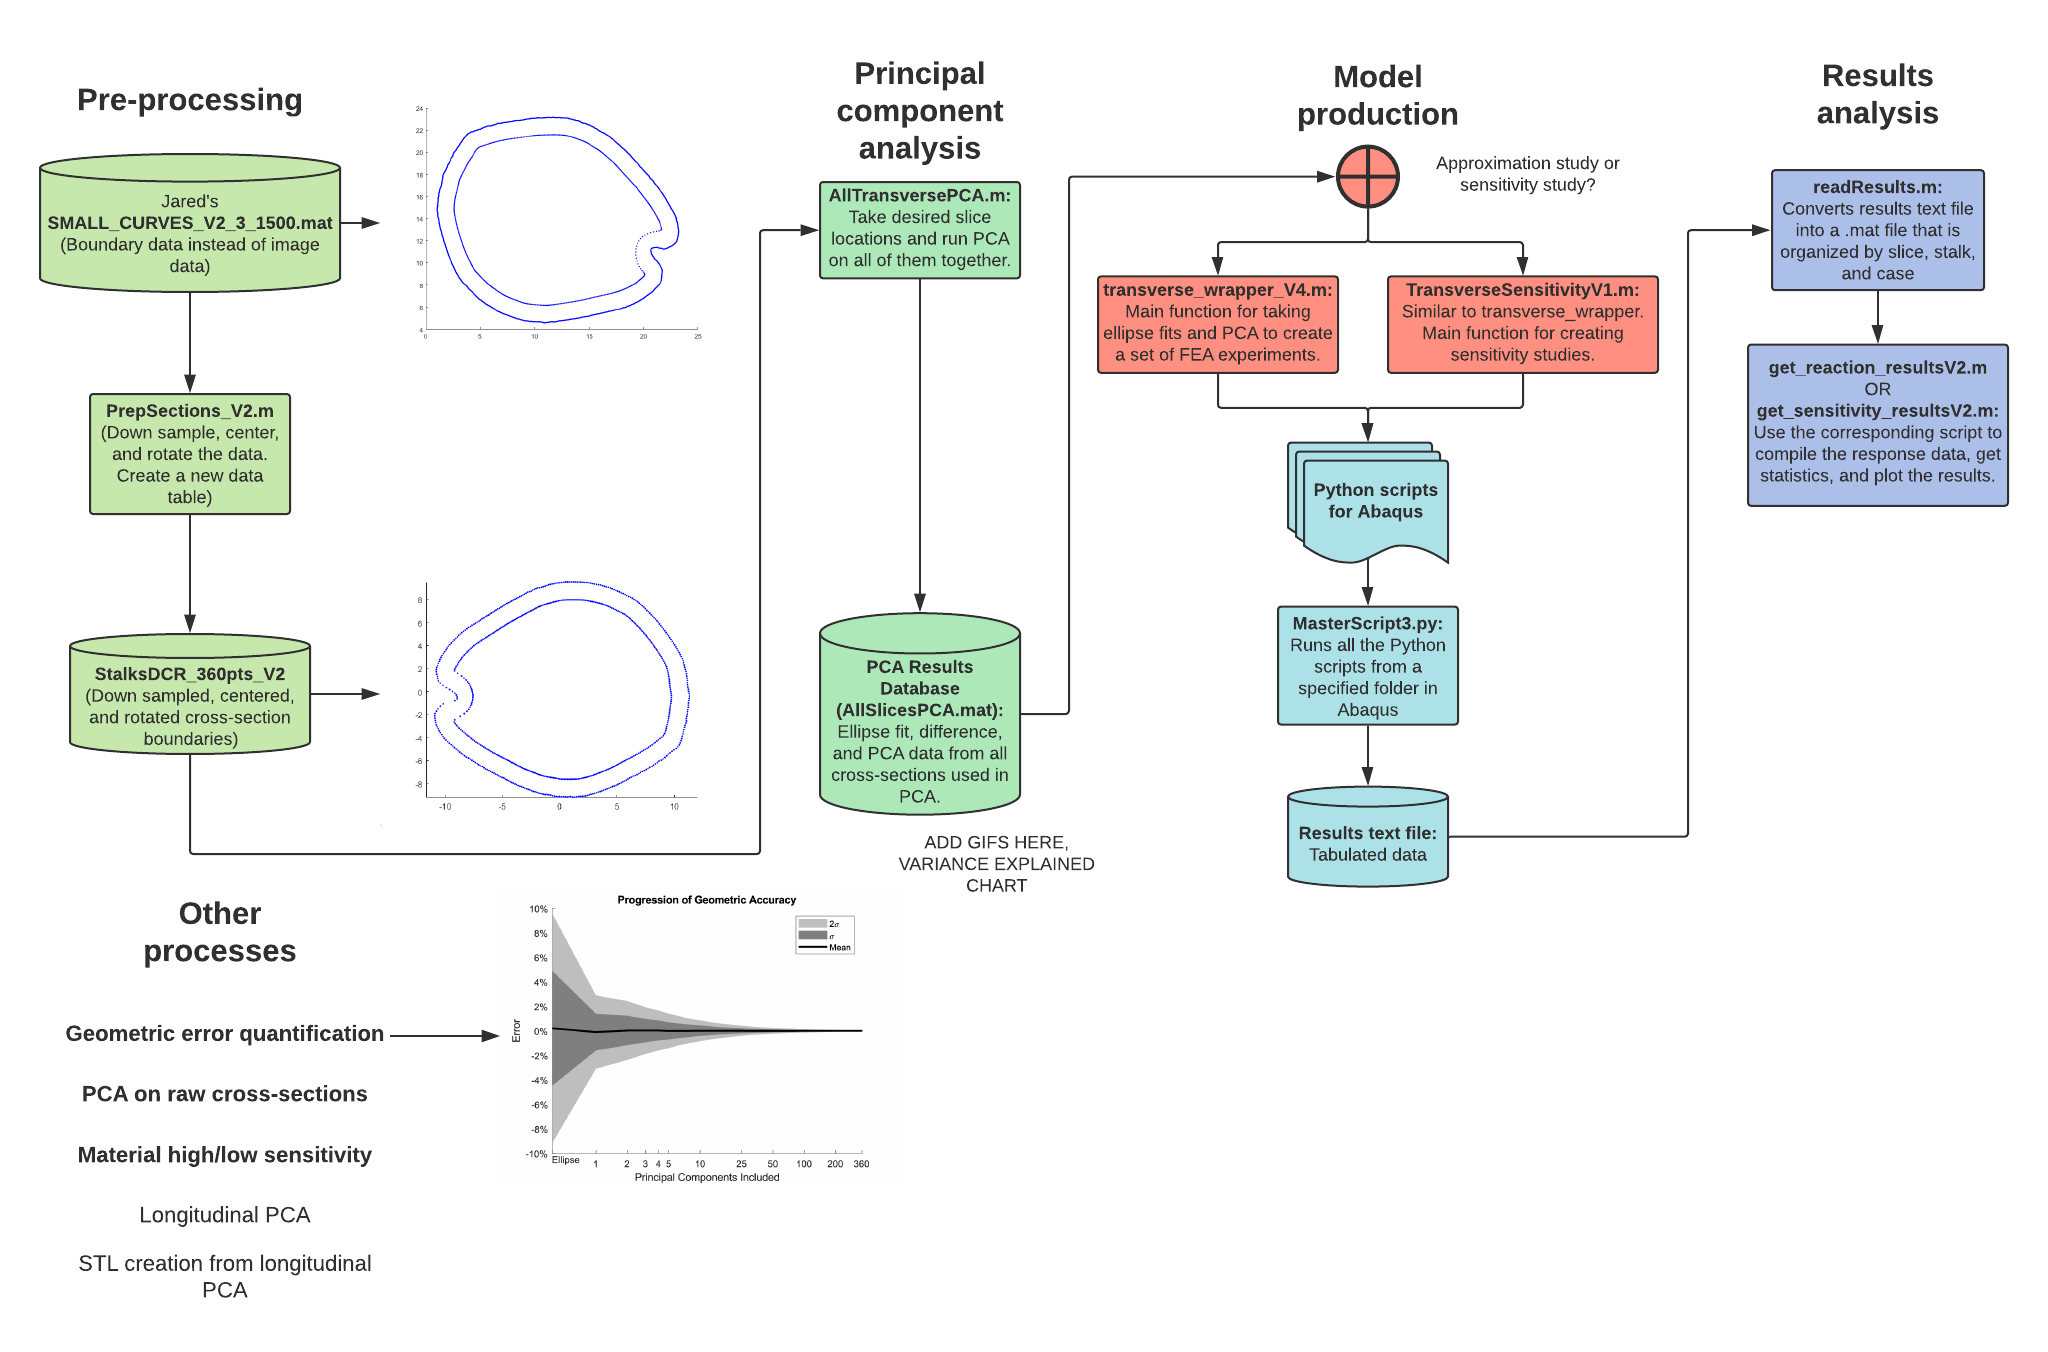 Pre-processing
Jared's
SMALL_CURVES_V2_3_1500.mat
(Boundary data instead of image
data)
PrepSections_V2.m
(Down sample, center,
and rotate the data.
Create a new data
table)
StalksDCR_360pts_V2
(Down sampled, centered,
and rotated cross-section
boundaries)
24
22
20
18
16
14
12
10
8
6
4
0
5
10
15
20
25
8
6
4
2
0
-2
-4
-6
-8
-10
-5
0
5
10
Principal
component
analysis
AllTransversePCA.m:
Take desired slice
locations and run PCA
on all of them together.
PCA Results
Database
(AllSlicesPCA.mat):
Ellipse fit, difference,
and PCA data from all
cross-sections used in
PCA.
ADD GIFS HERE,
VARIANCE EXPLAINED
CHART
Model
production
Approximation study or
sensitivity study?
transverse_wrapper_V4.m:
Main function for taking
ellipse fits and PCA to create
a set of FEA experiments.
TransverseSensitivityV1.m:
Similar to transverse_wrapper.
Main function for creating
sensitivity studies.
Python scripts
for Abaqus
MasterScript3.py:
Runs all the Python
scripts from a
specified folder in
Abaqus
Results text file:
Tabulated data
Results
analysis
readResults.m:
Converts results text file
into a .mat file that is
organized by slice, stalk,
and case
get_reaction_resultsV2.m
OR
get_sensitivity_resultsV2.m:
Use the corresponding script to
compile the response data, get
statistics, and plot the results.
Other
processes
Geometric error quantification
PCA on raw cross-sections
Material high/low sensitivity
Longitudinal PCA
STL creation from longitudinal
PCA
Progression of Geometric Accuracy
2σ
σ
Mean
Error
10%
8%
6%
4%
2%
0%
-2%
-4%
-6%
-8%
-10%
Ellipse
1
2
3
4
5
10
25
50
100
200
360
Principal Components Included